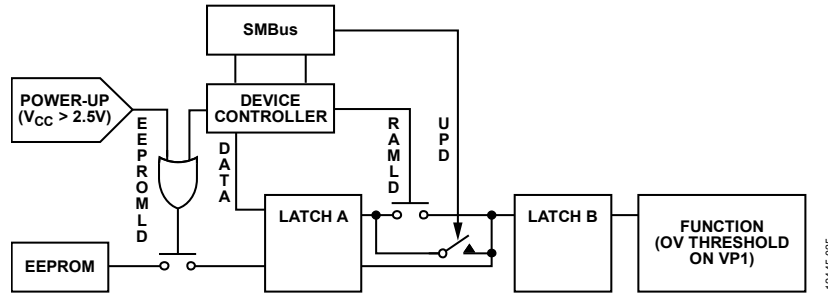 SMBus
POWER-UP
(VCC > 2.5V)
DEVICE
CONTROLLER
EEPROMLD
DATA
RAMLD
UPD
LATCH A
LATCH B
FUNCTION
(OV THRESHOLD
ON VP1)
EEPROM